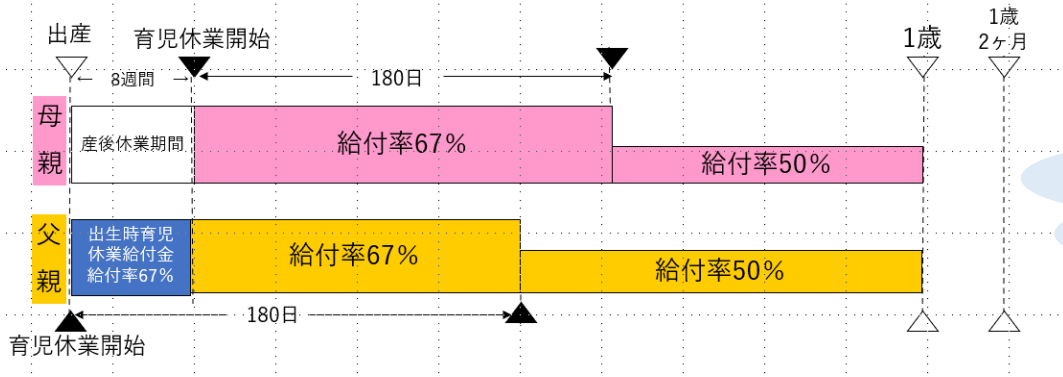 出産
育児休業開始
1歳
1歳
2ヶ月
← 8週間 →
180日
母親
産後休業期間
給付率67%
給付率50%
父親
出生時育児
休業給付金
給付率67%
給付率67%
給付率50%
180日
育児休業開始